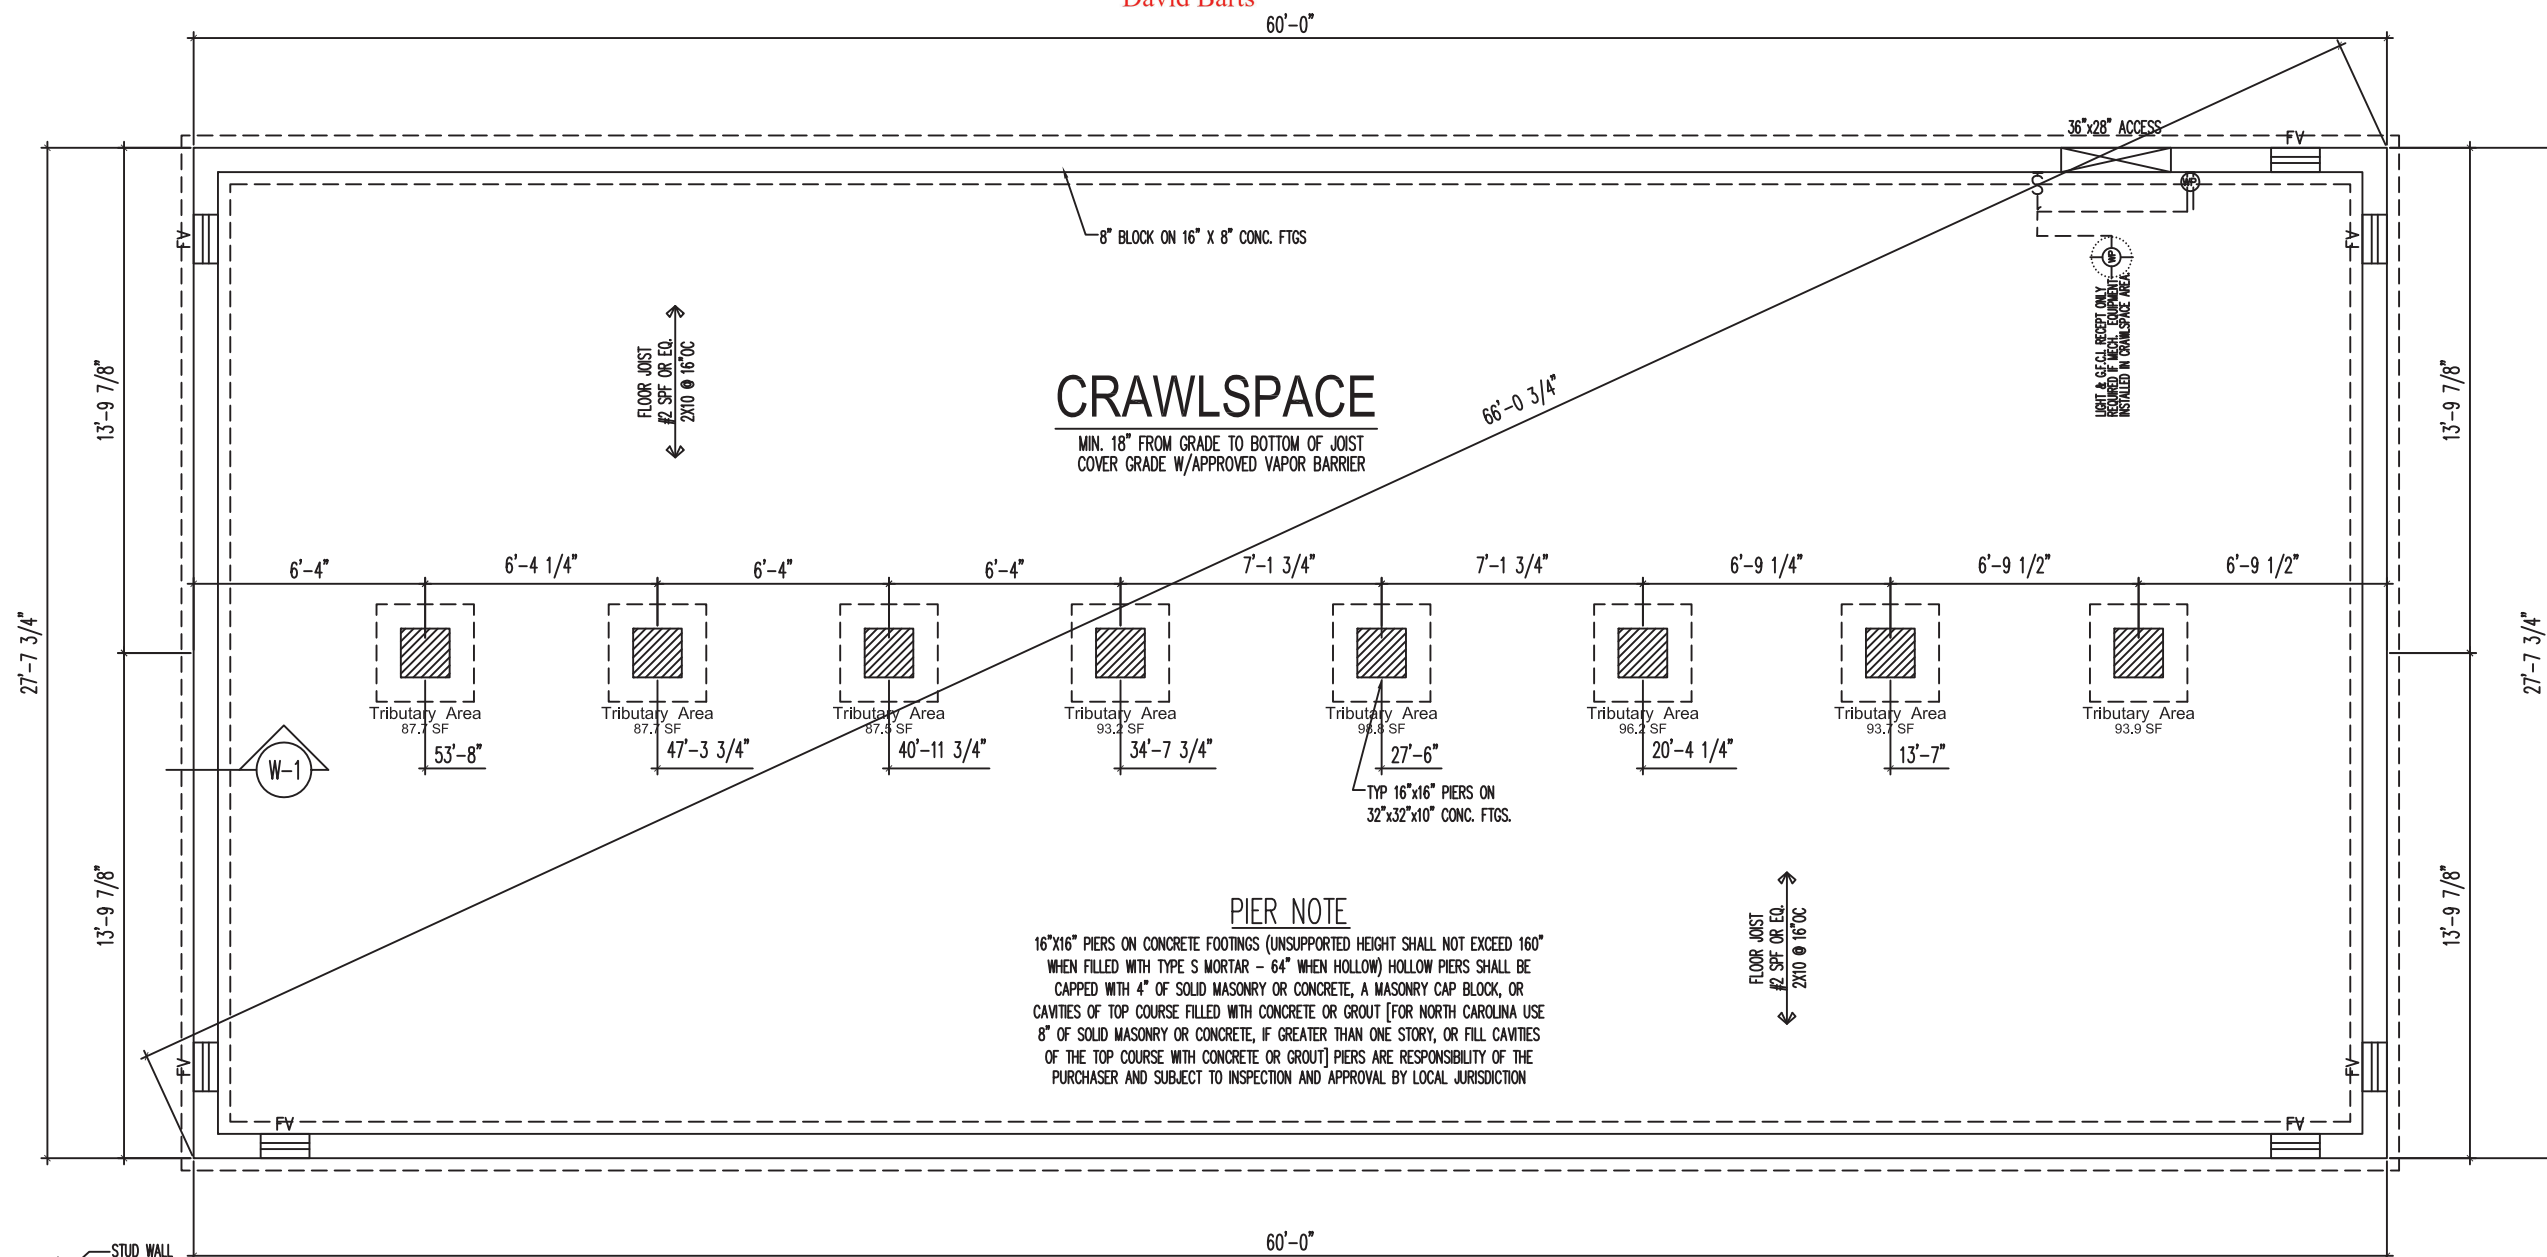 David Barts
60'-0"
36"x28" ACCESS
FV
FV
FV
WP
8" BLOCK ON 16" X 8" CONC. FTGS
WP
LIGHT & G.F.C.I. RECEPT ONLY
REQUIRED IF MECH. EQUIPMENT
INSTALLED IN CRAWLSPACE AREA.
FLOOR JOIST
#2 SPF OR EQ.
2X10 @ 16"OC
13'-9 7/8"
CRAWLSPACE
66'-0 3/4"
13'-9 7/8"
MIN. 18" FROM GRADE TO BOTTOM OF JOIST
COVER GRADE W/APPROVED VAPOR BARRIER
6'-4"
6'-4 1/4"
6'-4"
6'-4"
7'-1 3/4"
7'-1 3/4"
6'-9 1/4"
6'-9 1/2"
6'-9 1/2"
27'-7 3/4"
27'-7 3/4"
Tributary Area
87.7 SF
Tributary Area
87.7 SF
Tributary Area
87.5 SF
Tributary Area
93.2 SF
Tributary Area
98.8 SF
Tributary Area
96.2 SF
Tributary Area
93.7 SF
Tributary Area
93.9 SF
53'-8"
47'-3 3/4"
40'-11 3/4"
34'-7 3/4"
27'-6"
20'-4 1/4"
13'-7"
W-1
TYP 16"x16" PIERS ON
32"x32"x10" CONC. FTGS.
13'-9 7/8"
PIER NOTE
16"X16" PIERS ON CONCRETE FOOTINGS (UNSUPPORTED HEIGHT SHALL NOT EXCEED 160"
WHEN FILLED WITH TYPE S MORTAR - 64" WHEN HOLLOW) HOLLOW PIERS SHALL BE
CAPPED WITH 4" OF SOLID MASONRY OR CONCRETE, A MASONRY CAP BLOCK, OR
CAVITIES OF TOP COURSE FILLED WITH CONCRETE OR GROUT [FOR NORTH CAROLINA USE
8" OF SOLID MASONRY OR CONCRETE, IF GREATER THAN ONE STORY, OR FILL CAVITIES
OF THE TOP COURSE WITH CONCRETE OR GROUT] PIERS ARE RESPONSIBILITY OF THE
PURCHASER AND SUBJECT TO INSPECTION AND APPROVAL BY LOCAL JURISDICTION
FLOOR JOIST
#2 SPF OR EQ.
2X10 @ 16"OC
13'-9 7/8"
FV
FV
FV
FV
STUD WALL
60'-0"